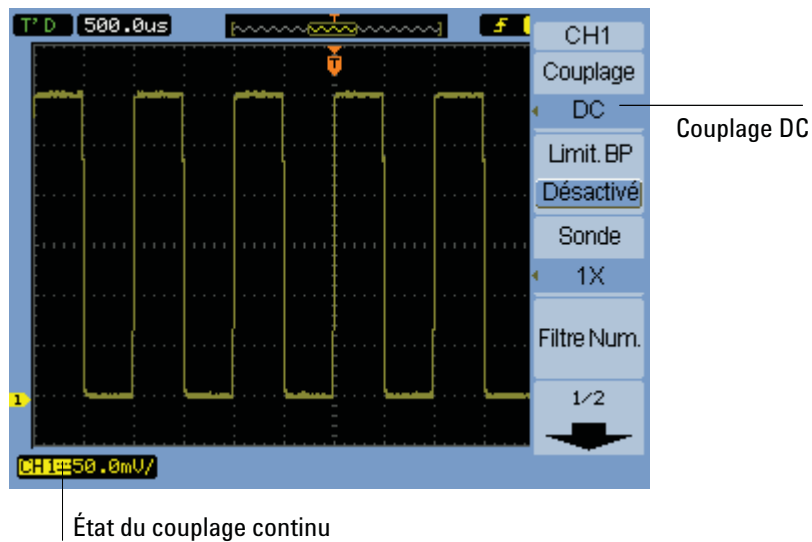 T'D 500.0us
T
T
CH1
Couplage
DC
Couplage DC
Limit. BP
Désactivé
Sonde
1X
Filtre Num.
1/2
1
CH1 50.0mV/
État du couplage continu